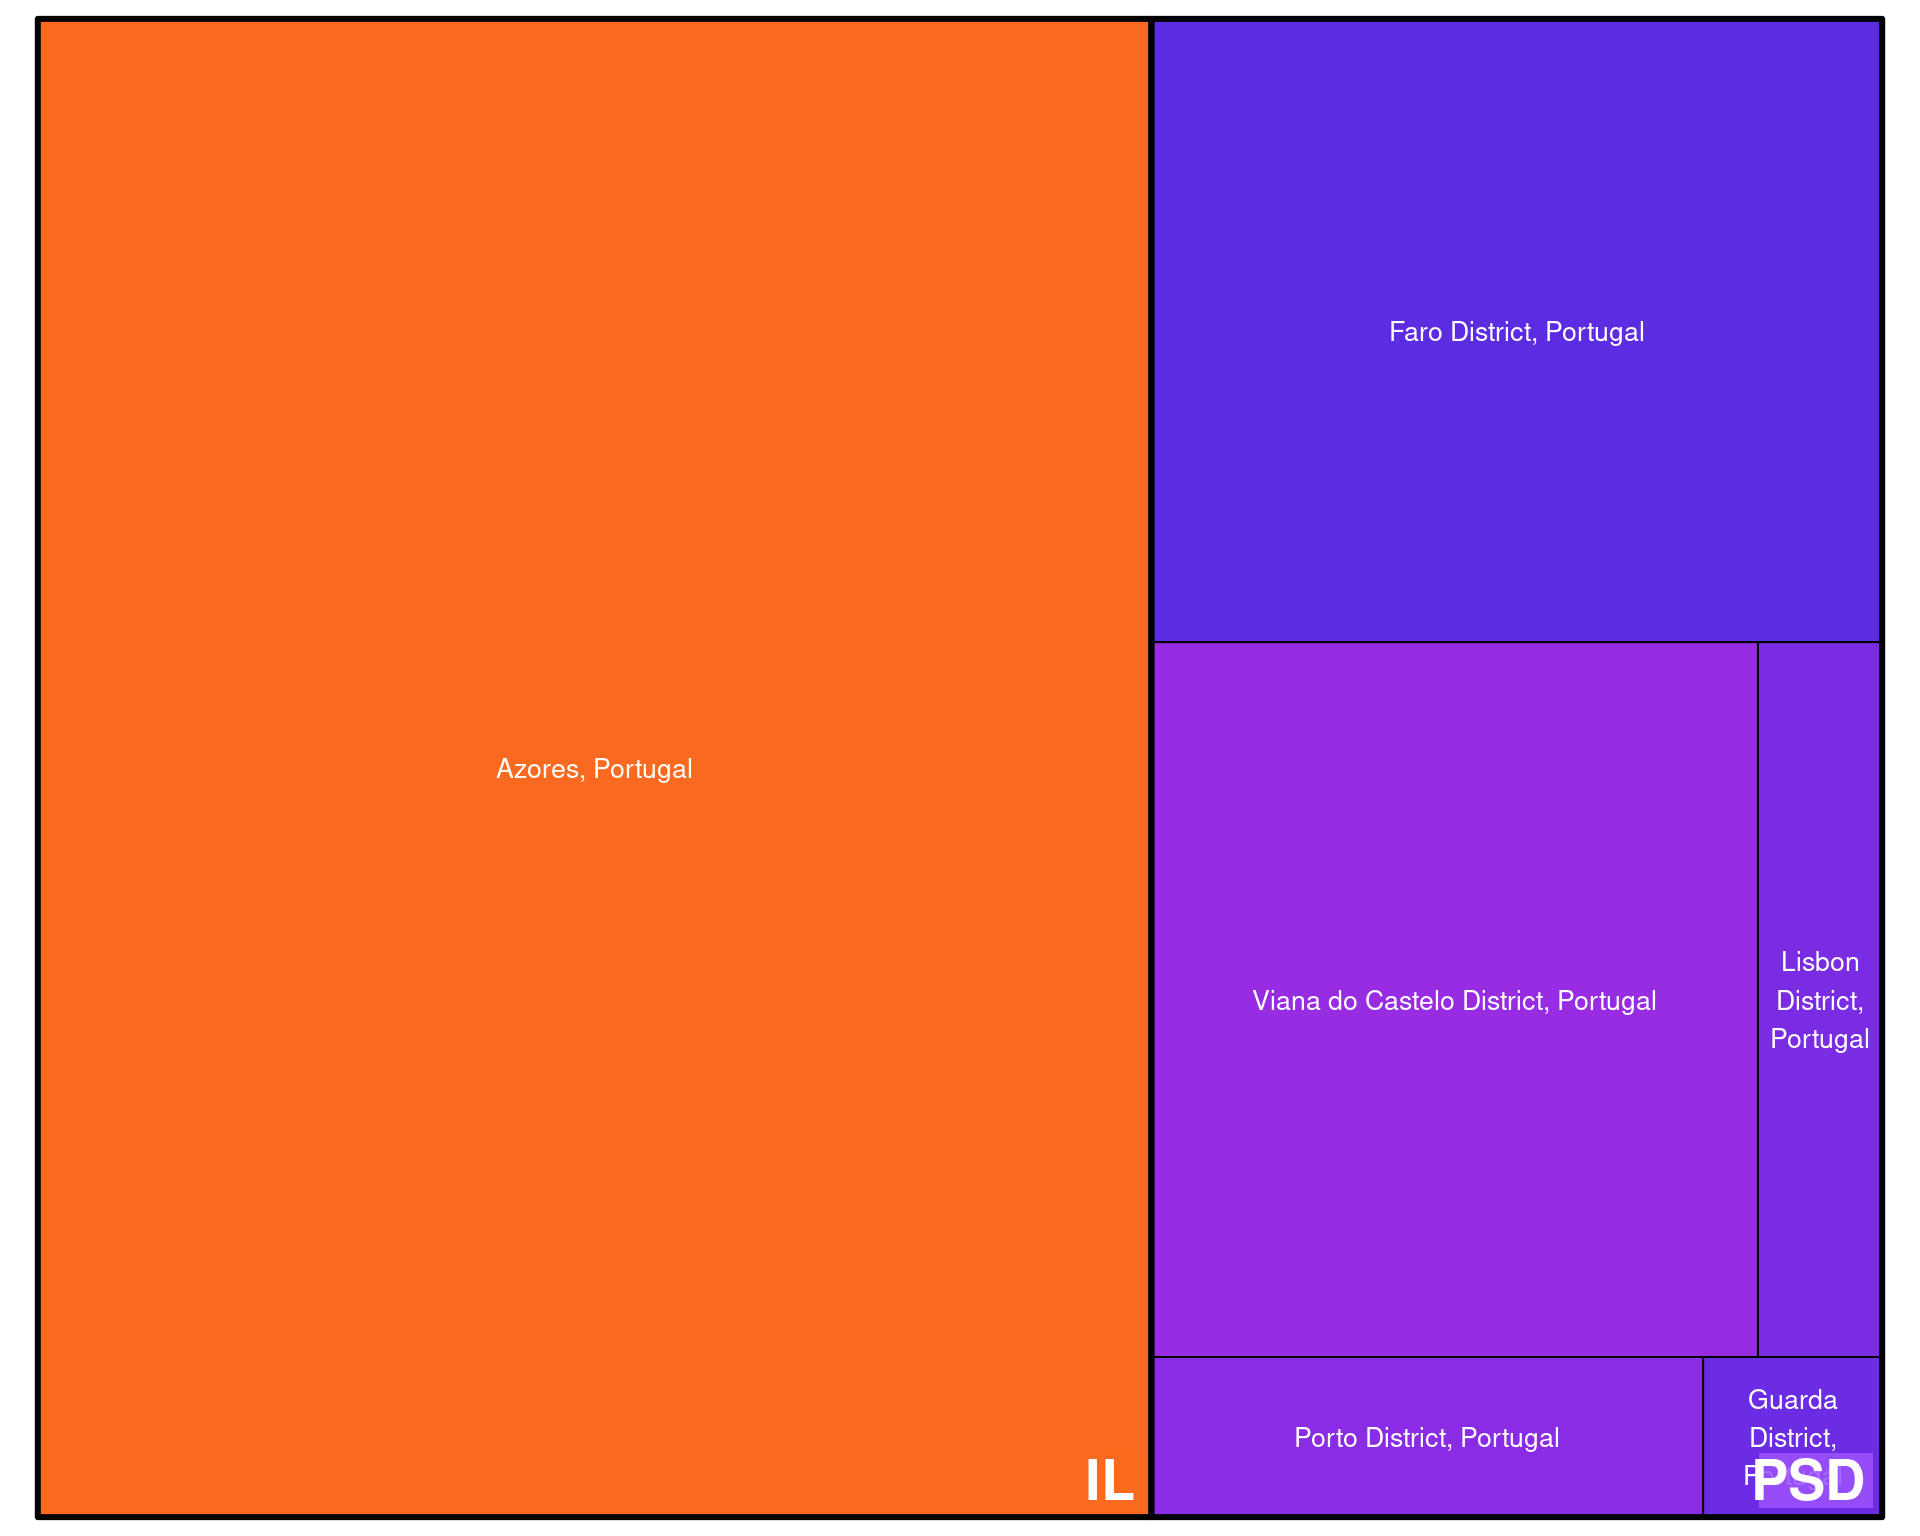 Faro District, Portugal
Azores, Portugal
Lisbon
District,
Portugal
Viana do Castelo District, Portugal
Guarda
District,
Porto District, Portugal
IL
PSD